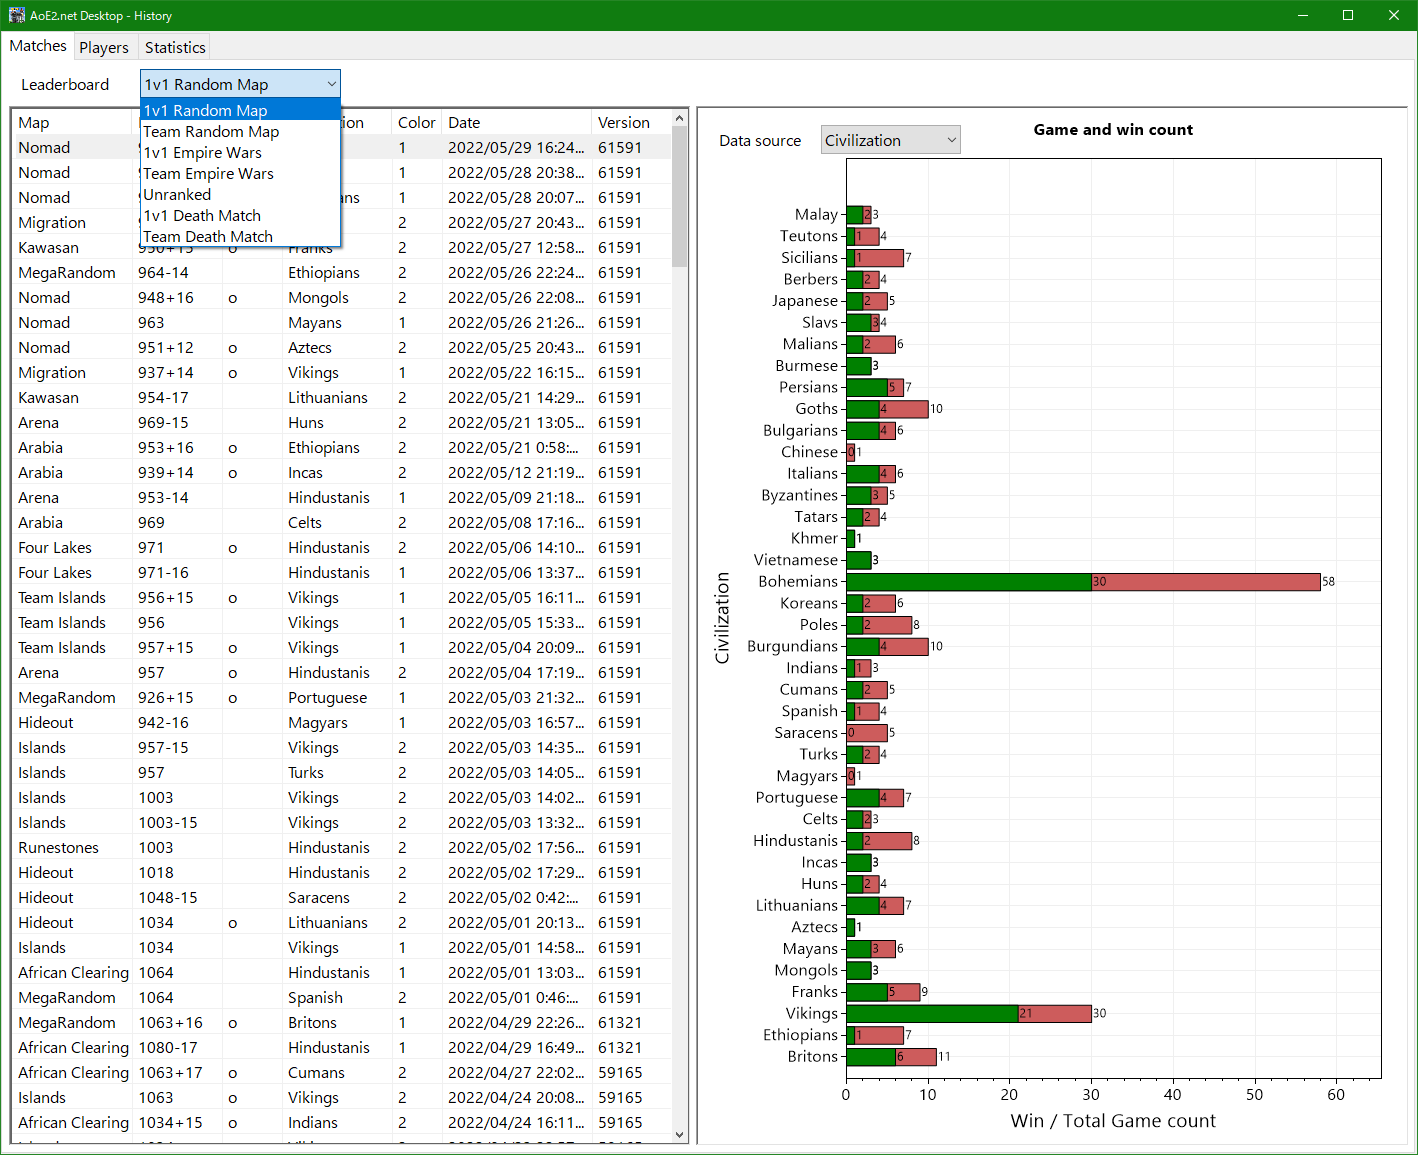 AoE2.net Desktop - History
Matches Players Statistics
Leaderboard 1v1 Random Map
1v1 Random Map
Team Random Map
1v1 Empire Wars
Team Empire Wars
Unranked
1v1 Death Match
Team Death Match
Map Color Date Version
Nomad 1 2022/05/29 16:24... 61591
Nomad 1 2022/05/28 20:38... 61591
Nomad 1 2022/05/28 20:07... 61591
Migration 2 2022/05/27 20:43... 61591
Kawasan 950+15 o Franks 2 2022/05/27 12:58... 61591
MegaRandom 964-14 Ethiopians 2 2022/05/26 22:24... 61591
Nomad 948+16 o Mongols 2 2022/05/26 22:08... 61591
Nomad 963 Mayans 1 2022/05/26 21:26... 61591
Nomad 951+12 o Aztecs 2 2022/05/25 20:43... 61591
Migration 937+14 o Vikings 1 2022/05/22 16:15... 61591
Kawasan 954-17 Lithuanians 2 2022/05/21 14:29... 61591
Arena 969-15 Huns 2 2022/05/21 13:05... 61591
Arabia 953+16 o Ethiopians 2 2022/05/21 0:58:... 61591
Arabia 939+14 o Incas 2 2022/05/12 21:19... 61591
Arena 953-14 Hindustanis 1 2022/05/09 21:18... 61591
Arabia 969 Celts 2 2022/05/08 17:16... 61591
Four Lakes 971 o Hindustanis 2 2022/05/06 14:10... 61591
Four Lakes 971-16 Hindustanis 1 2022/05/06 13:37... 61591
Team Islands 956+15 o Vikings 1 2022/05/05 16:11... 61591
Team Islands 956 Vikings 1 2022/05/05 15:33... 61591
Team Islands 957+15 o Vikings 1 2022/05/04 20:09... 61591
Arena 957 o Hindustanis 2 2022/05/04 17:19... 61591
MegaRandom 926+15 o Portuguese 1 2022/05/03 21:32... 61591
Hideout 942-16 Magyars 1 2022/05/03 16:57... 61591
Islands 957-15 Vikings 2 2022/05/03 14:35... 61591
Islands 957 Turks 2 2022/05/03 14:05... 61591
Islands 1003 Vikings 2 2022/05/03 14:02... 61591
Islands 1003-15 Vikings 2 2022/05/03 13:32... 61591
Runestones 1003 Hindustanis 2 2022/05/02 17:56... 61591
Hideout 1018 Hindustanis 2 2022/05/02 17:29... 61591
Hideout 1048-15 Saracens 2 2022/05/02 0:42:... 61591
Hideout 1034 o Lithuanians 2 2022/05/01 20:13... 61591
Islands 1034 Vikings 1 2022/05/01 14:58... 61591
African Clearing 1064 Hindustanis 1 2022/05/01 13:03... 61591
MegaRandom 1064 Spanish 2 2022/05/01 0:46:... 61591
MegaRandom 1063+16 o Britons 1 2022/04/29 22:26... 61321
African Clearing 1080-17 Hindustanis 1 2022/04/29 16:49... 61321
African Clearing 1063+17 o Cumans 2 2022/04/27 22:02... 59165
Islands 1063 o Vikings 2 2022/04/24 20:08... 59165
African Clearing 1034+15 o Indians 2 2022/04/24 16:11... 59165
Data source Civilization
Game and win count
Malay 2 3
Teutons 1 4
Sicilians 1 7
Berbers 2 4
Japanese 2 5
Slavs 3 4
Malians 2 6
Burmese 3
Persians 5 7
Goths 4 10
Bulgarians 4 6
Chinese 0 1
Italians 4 6
Byzantines 3 5
Tatars 2 4
Khmer 1
Vietnamese 3
Bohemians 30 58
Koreans 2 6
Poles 2 8
Burgundians 4 10
Indians 1 3
Cumans 2 5
Spanish 1 4
Saracens 0 5
Turks 2 4
Magyars 0 1
Portuguese 4 7
Celts 2 3
Hindustanis 2 8
Incas 3
Huns 2 4
Lithuanians 4 7
Aztecs 1
Mayans 3 6
Mongols 3
Franks 5 9
Vikings 21 30
Ethiopians 1 7
Britons 6 11
Civilization
0 10 20 30 40 50 60
Win / Total Game count